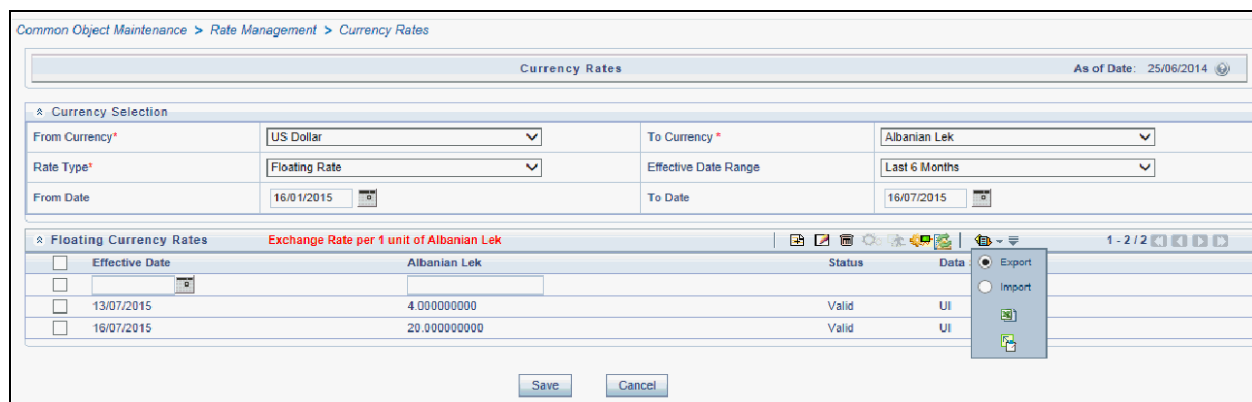 Common Object Maintenance > Rate Management > Currency Rates
Currency Rates As of Date: 25/06/2014
Currency Selection
From Currency* US Dollar To Currency * Albanian Lek
Rate Type* Floating Rate Effective Date Range Last 6 Months
From Date 16/01/2015 To Date 16/07/2015
Floating Currency Rates Exchange Rate per 1 unit of Albanian Lek 1 - 2 / 2
Effective Date Albanian Lek Status Data Export
Import
13/07/2015 4.000000000 Valid UI
16/07/2015 20.000000000 Valid UI
Save Cancel